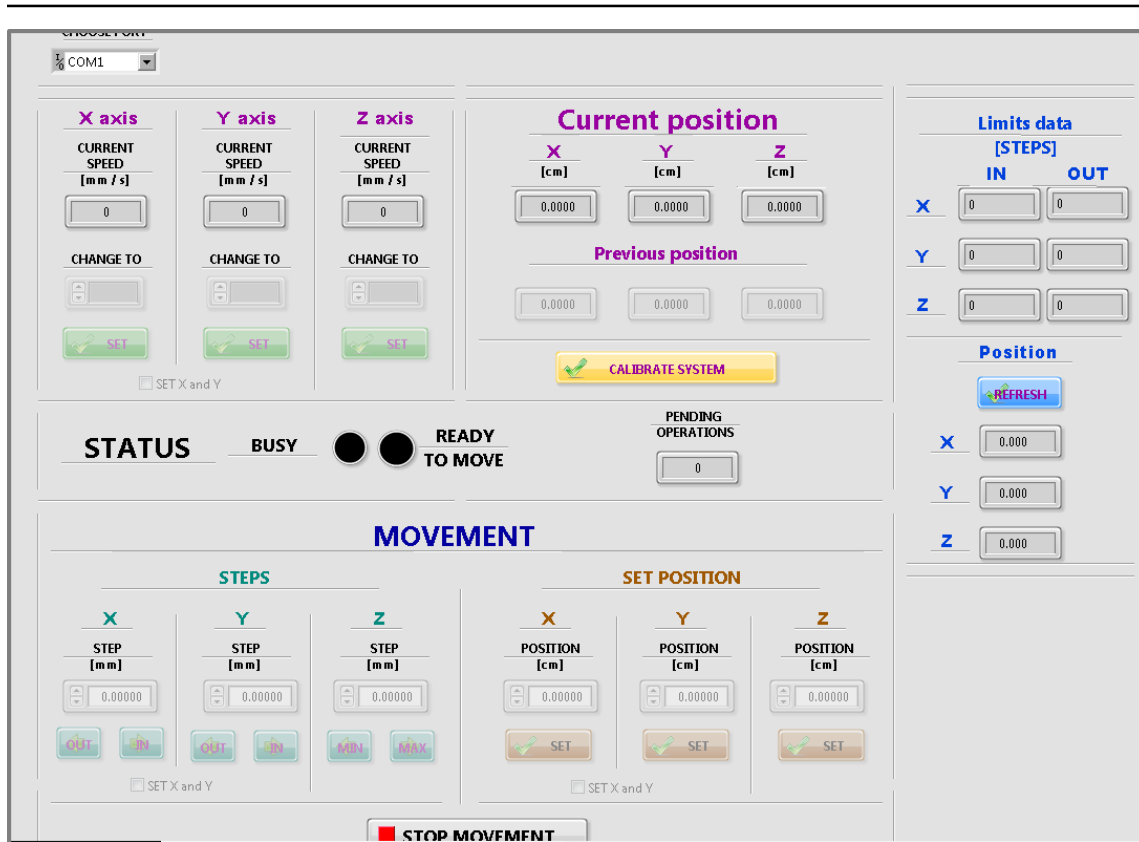 CHOOSE PORT
I/O COM1
X axis
CURRENT
SPEED
[mm / s]
0
CHANGE TO
SET
Y axis
CURRENT
SPEED
[mm / s]
0
CHANGE TO
SET
Z axis
CURRENT
SPEED
[mm / s]
0
CHANGE TO
SET
SET X and Y
Current position
X Y Z
[cm] [cm] [cm]
0.0000 0.0000 0.0000
Previous position
0.0000 0.0000 0.0000
CALIBRATE SYSTEM
Limits data
[STEPS]
IN OUT
X 0 0
Y 0 0
Z 0 0
Position
REFRESH
X 0.000
Y 0.000
Z 0.000
STATUS
BUSY
READY
TO MOVE
PENDING
OPERATIONS
0
MOVEMENT
STEPS
X
STEP
[mm]
0.00000
OUT IN
Y
STEP
[mm]
0.00000
OUT IN
Z
STEP
[mm]
0.00000
MIN MAX
SET X and Y
SET POSITION
X
POSITION
[cm]
0.00000
SET
Y
POSITION
[cm]
0.00000
SET
Z
POSITION
[cm]
0.00000
SET
SET X and Y
STOP MOVEMENT